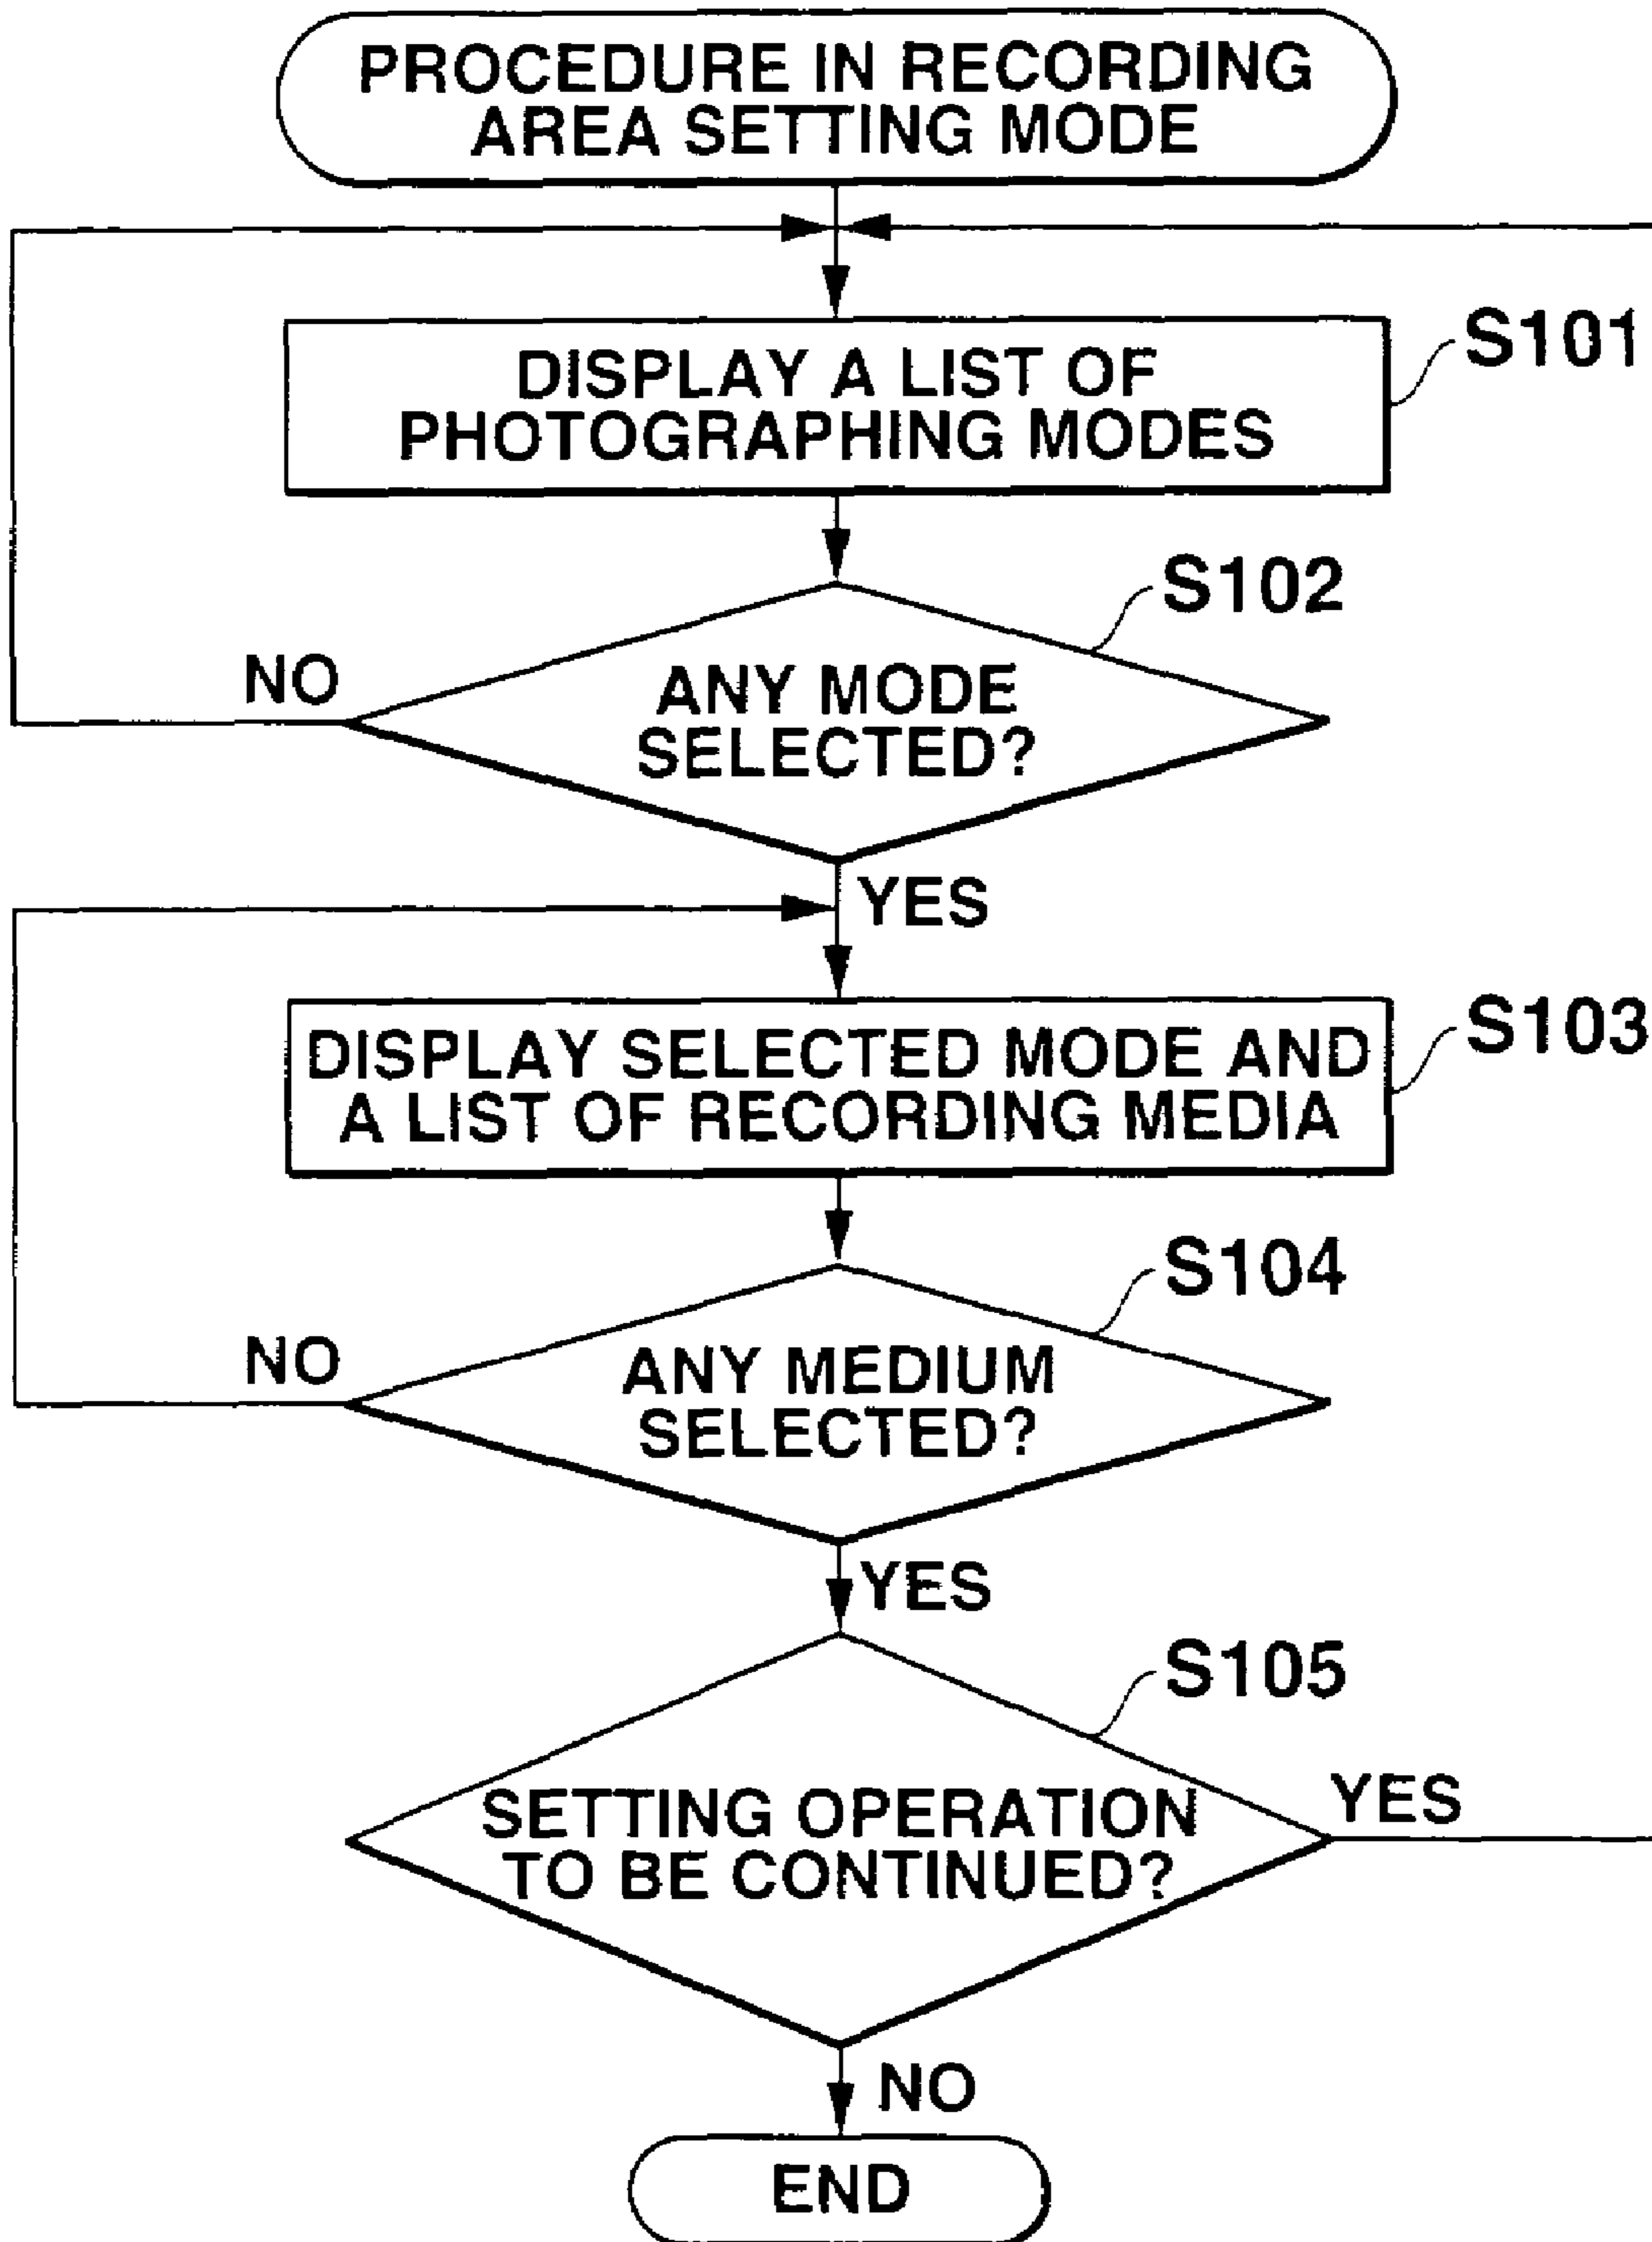 PROCEDURE IN RECORDING
AREA SETTING MODE
S101
DISPLAY A LIST OF
PHOTOGRAPHING MODES
S102
NO
ANY MODE
SELECTED?
YES
S103
DISPLAY SELECTED MODE AND
A LIST OF RECORDING MEDIA
S104
NO
ANY MEDIUM
SELECTED?
YES
S105
SETTING OPERATION
TO BE CONTINUED?
YES
NO
END